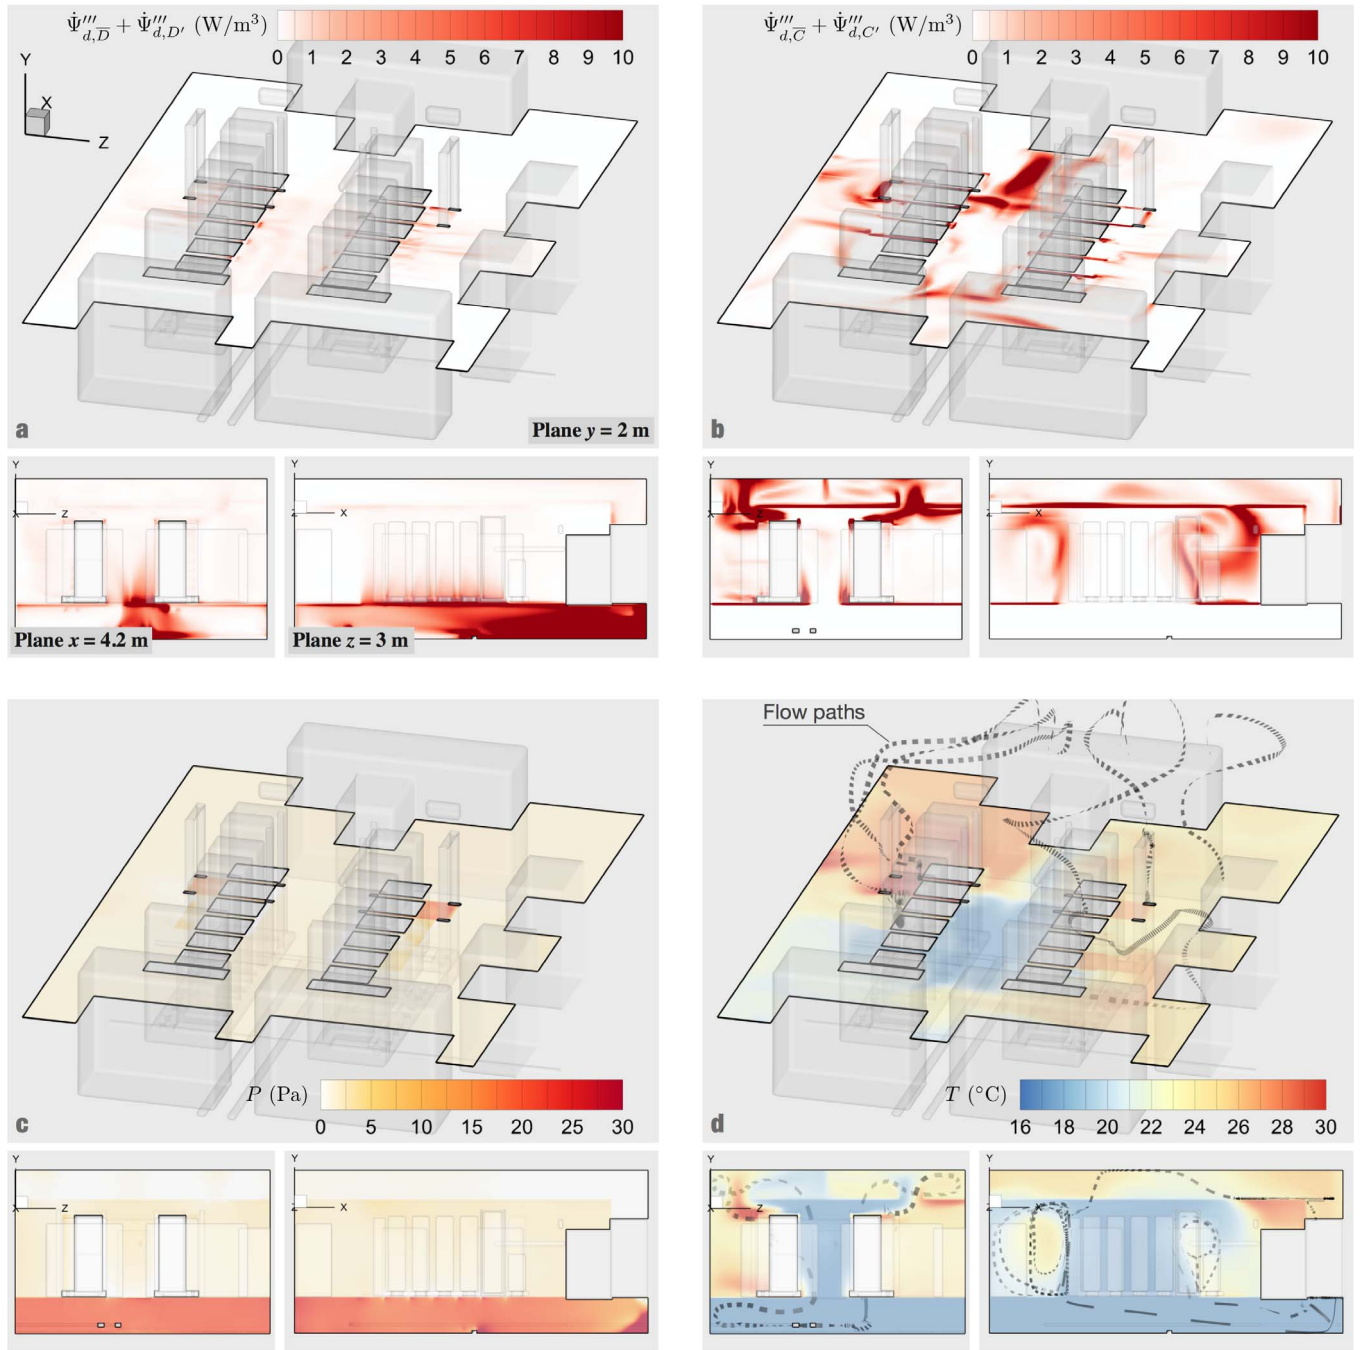 Ψ̇‴d,D̅ + Ψ̇‴d,D′ (W/m³)
0 1 2 3 4 5 6 7 8 9 10
Y
X
Z
a
Plane y = 2 m
Y
X
Z
Plane x = 4.2 m
Y
Z
X
Plane z = 3 m
Ψ̇‴d,C̅ + Ψ̇‴d,C′ (W/m³)
0 1 2 3 4 5 6 7 8 9 10
b
Y
X
Z
Y
Z
X
P (Pa)
0 5 10 15 20 25 30
c
Y
X
Z
Y
Z
X
Flow paths
T (°C)
16 18 20 22 24 26 28 30
d
Y
X
Z
Y
Z
X